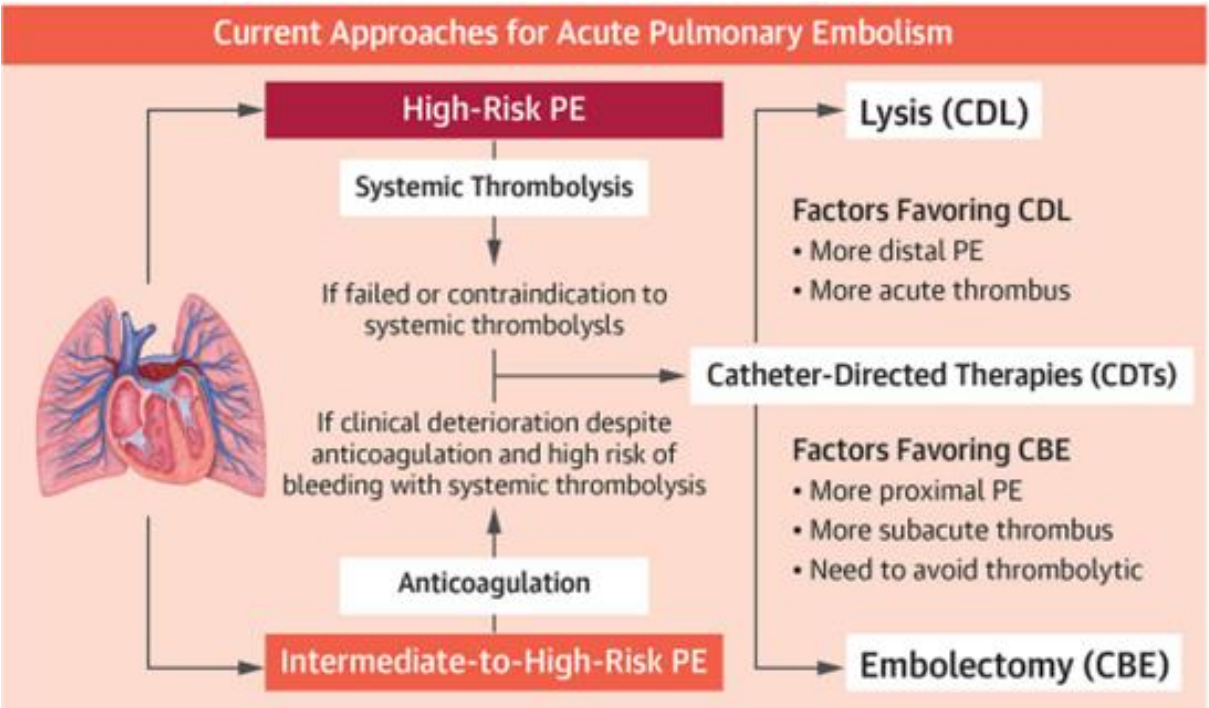 Current Approaches for Acute Pulmonary Embolism
High-Risk PE
Systemic Thrombolysis
If failed or contraindication to
systemic thrombolysls
If clinical deterioration despite
anticoagulation and high risk of
bleeding with systemic thrombolysis
Anticoagulation
Intermediate-to-High-Risk PE
Lysis (CDL)
Factors Favoring CDL
• More distal PE
• More acute thrombus
Catheter-Directed Therapies (CDTs)
Factors Favoring CBE
• More proximal PE
• More subacute thrombus
• Need to avoid thrombolytic
Embolectomy (CBE)